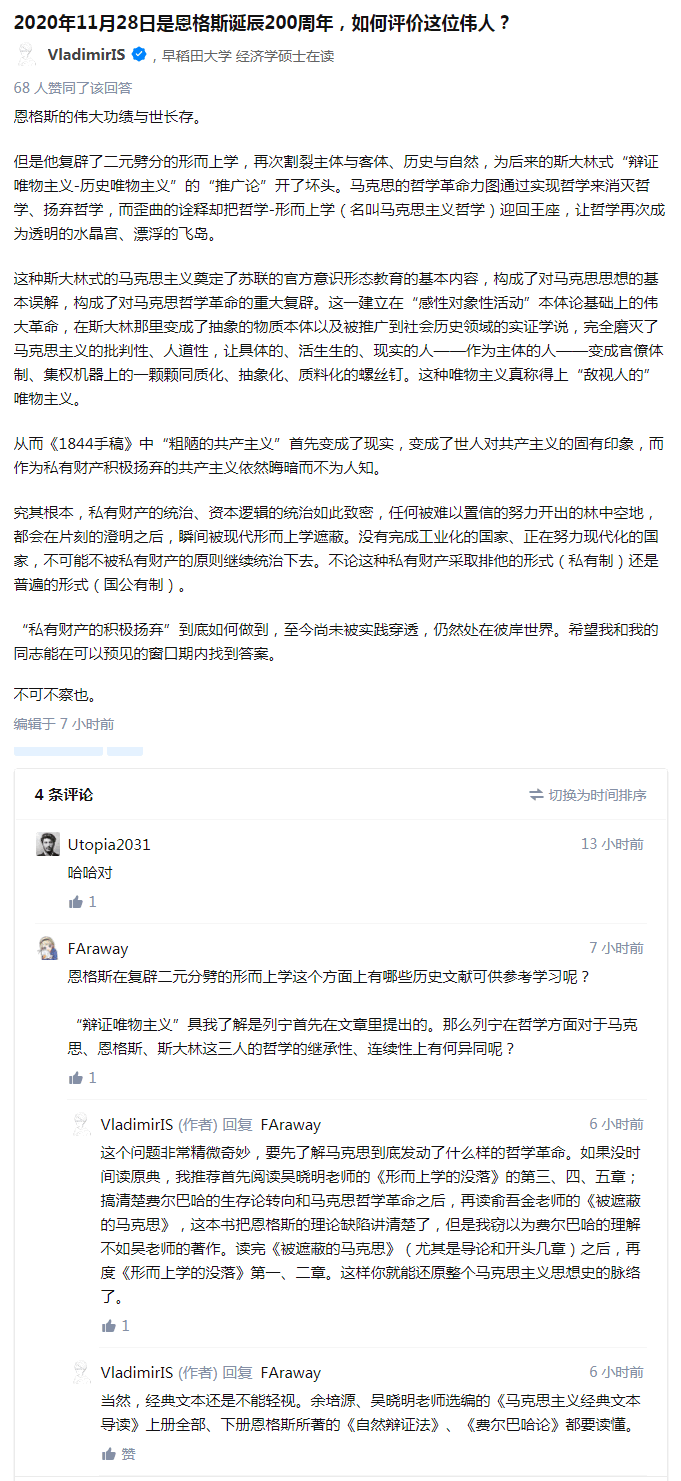 2020年11月28日是恩格斯诞辰200周年，如何评价这位伟人？
VladimirIS ，早稻田大学 经济学硕士在读
68 人赞同了该回答
恩格斯的伟大功绩与世长存。
但是他复辟了二元劈分的形而上学，再次割裂主体与客体、历史与自然，为后来的斯大林式“辩证
唯物主义-历史唯物主义”的“推广论”开了坏头。马克思的哲学革命力图通过实现哲学来消灭哲
学、扬弃哲学，而歪曲的诠释却把哲学-形而上学（名叫马克思主义哲学）迎回王座，让哲学再次成
为透明的水晶宫、漂浮的飞岛。
这种斯大林式的马克思主义奠定了苏联的官方意识形态教育的基本内容，构成了对马克思思想的基
本误解，构成了对马克思哲学革命的重大复辟。这一建立在“感性对象性活动”本体论基础上的伟
大革命，在斯大林那里变成了抽象的物质本体以及被推广到社会历史领域的实证学说，完全磨灭了
马克思主义的批判性、人道性，让具体的、活生生的、现实的人——作为主体的人——变成官僚体
制、集权机器上的一颗颗同质化、抽象化、质料化的螺丝钉。这种唯物主义真称得上“敌视人的”
唯物主义。
从而《1844手稿》中“粗陋的共产主义”首先变成了现实，变成了世人对共产主义的固有印象，而
作为私有财产积极扬弃的共产主义依然晦暗而不为人知。
究其根本，私有财产的统治、资本逻辑的统治如此致密，任何被难以置信的努力开出的林中空地，
都会在片刻的澄明之后，瞬间被现代形而上学遮蔽。没有完成工业化的国家、正在努力现代化的国
家，不可能不被私有财产的原则继续统治下去。不论这种私有财产采取排他的形式（私有制）还是
普遍的形式（国公有制）。
“私有财产的积极扬弃”到底如何做到，至今尚未被实践穿透，仍然处在彼岸世界。希望我和我的
同志能在可以预见的窗口期内找到答案。
不可不察也。
编辑于 7 小时前
4 条评论 切换为时间排序
Utopia2031 13 小时前
哈哈对
1
FAraway 7 小时前
恩格斯在复辟二元分劈的形而上学这个方面上有哪些历史文献可供参考学习呢？
“辩证唯物主义”具我了解是列宁首先在文章里提出的。那么列宁在哲学方面对于马克
思、恩格斯、斯大林这三人的哲学的继承性、连续性上有何异同呢？
1
VladimirIS (作者) 回复 FAraway 6 小时前
这个问题非常精微奇妙，要先了解马克思到底发动了什么样的哲学革命。如果没时
间读原典，我推荐首先阅读吴晓明老师的《形而上学的没落》的第三、四、五章；
搞清楚费尔巴哈的生存论转向和马克思哲学革命之后，再读俞吾金老师的《被遮蔽
的马克思》，这本书把恩格斯的理论缺陷讲清楚了，但是我窃以为费尔巴哈的理解
不如吴老师的著作。读完《被遮蔽的马克思》（尤其是导论和开头几章）之后，再
度《形而上学的没落》第一、二章。这样你就能还原整个马克思主义思想史的脉络
了。
1
VladimirIS (作者) 回复 FAraway 6 小时前
当然，经典文本还是不能轻视。余培源、吴晓明老师选编的《马克思主义经典文本
导读》上册全部、下册恩格斯所著的《自然辩证法》、《费尔巴哈论》都要读懂。
赞